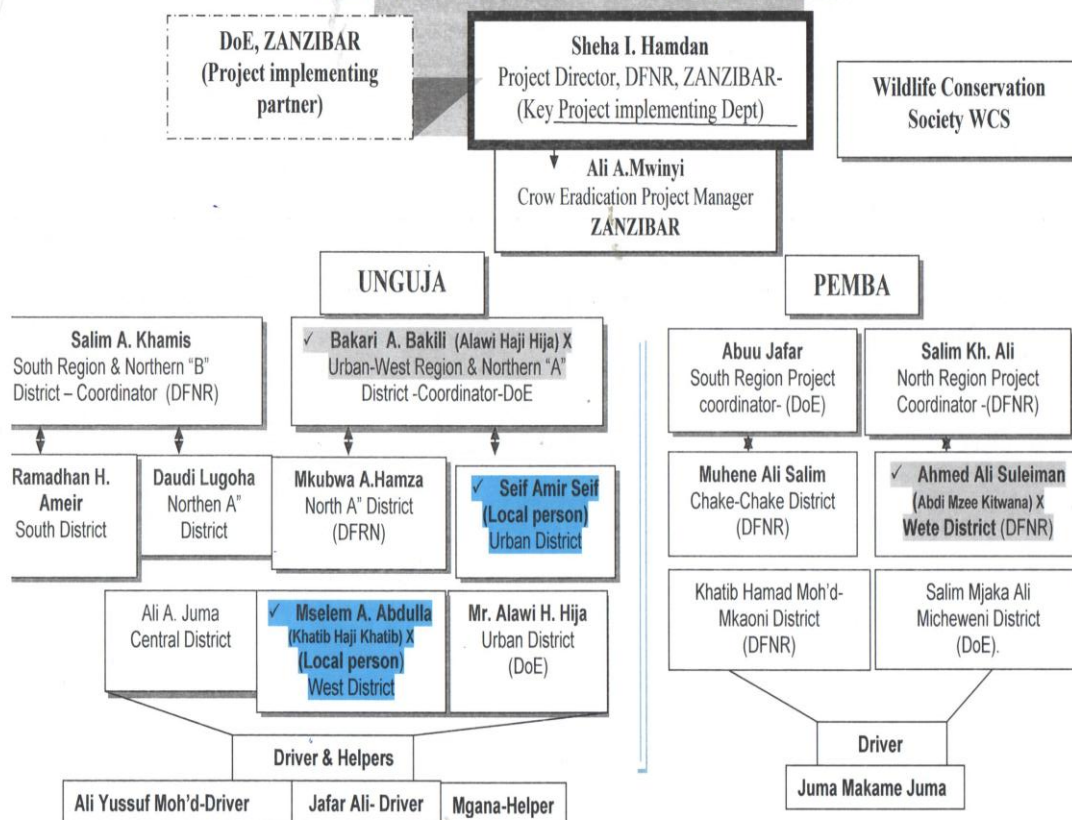 DoE, ZANZIBAR
(Project implementing
partner)
Sheha I. Hamdan
Project Director, DFNR, ZANZIBAR-
(Key Project implementing Dept)
Wildlife Conservation
Society WCS
Ali A.Mwinyi
Crow Eradication Project Manager
ZANZIBAR
UNGUJA
PEMBA
Salim A. Khamis
South Region & Northern “B”
District – Coordinator (DFNR)
✓ Bakari A. Bakili (Alawi Haji Hija) X
Urban-West Region & Northern “A”
District -Coordinator-DoE
Abuu Jafar
South Region Project
coordinator- (DoE)
Salim Kh. Ali
North Region Project
Coordinator -(DFNR)
Ramadhan H.
Ameir
South District
Daudi Lugoha
Northen A”
District
Mkubwa A.Hamza
North A” District
(DFRN)
✓ Seif Amir Seif
(Local person)
Urban District
Muhene Ali Salim
Chake-Chake District
(DFNR)
✓ Ahmed Ali Suleiman
(Abdi Mzee Kitwana) X
Wete District (DFNR)
Ali A. Juma
Central District
✓ Mselem A. Abdulla
(Khatib Haji Khatib) X
(Local person)
West District
Mr. Alawi H. Hija
Urban District
(DoE)
Khatib Hamad Moh’d-
Mkaoni District
(DFNR)
Salim Mjaka Ali
Micheweni District
(DoE).
Driver & Helpers
Ali Yussuf Moh’d-Driver
Jafar Ali- Driver
Mgana-Helper
Driver
Juma Makame Juma